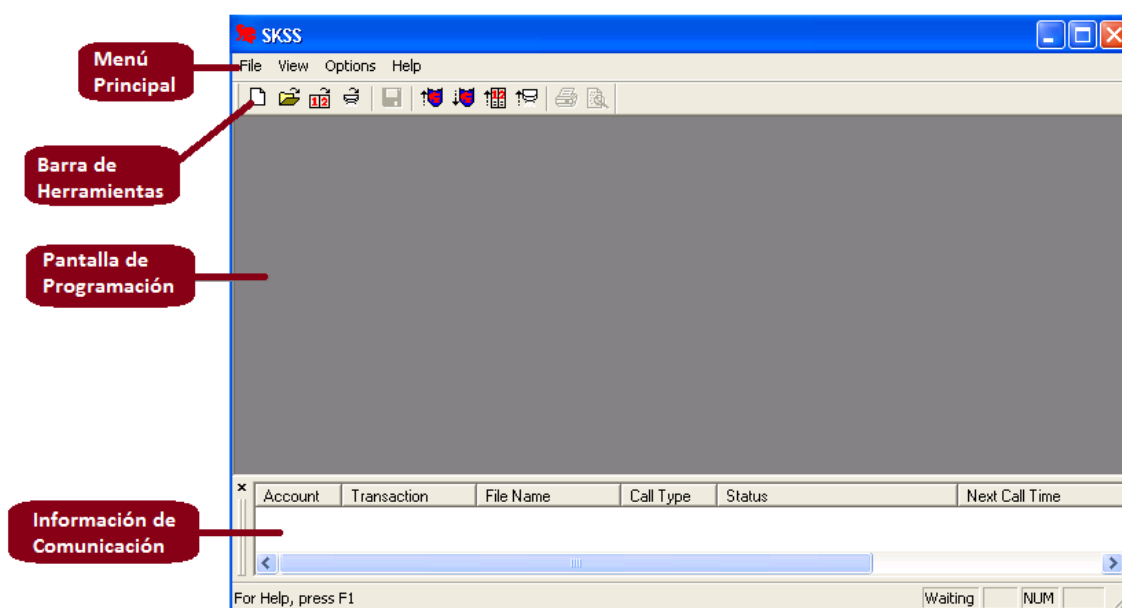 SKSS
Menú
Principal
File View Options Help
Barra de
Herramientas
Pantalla de
Programación
Account Transaction File Name Call Type Status Next Call Time
Información de
Comunicación
For Help, press F1 Waiting NUM